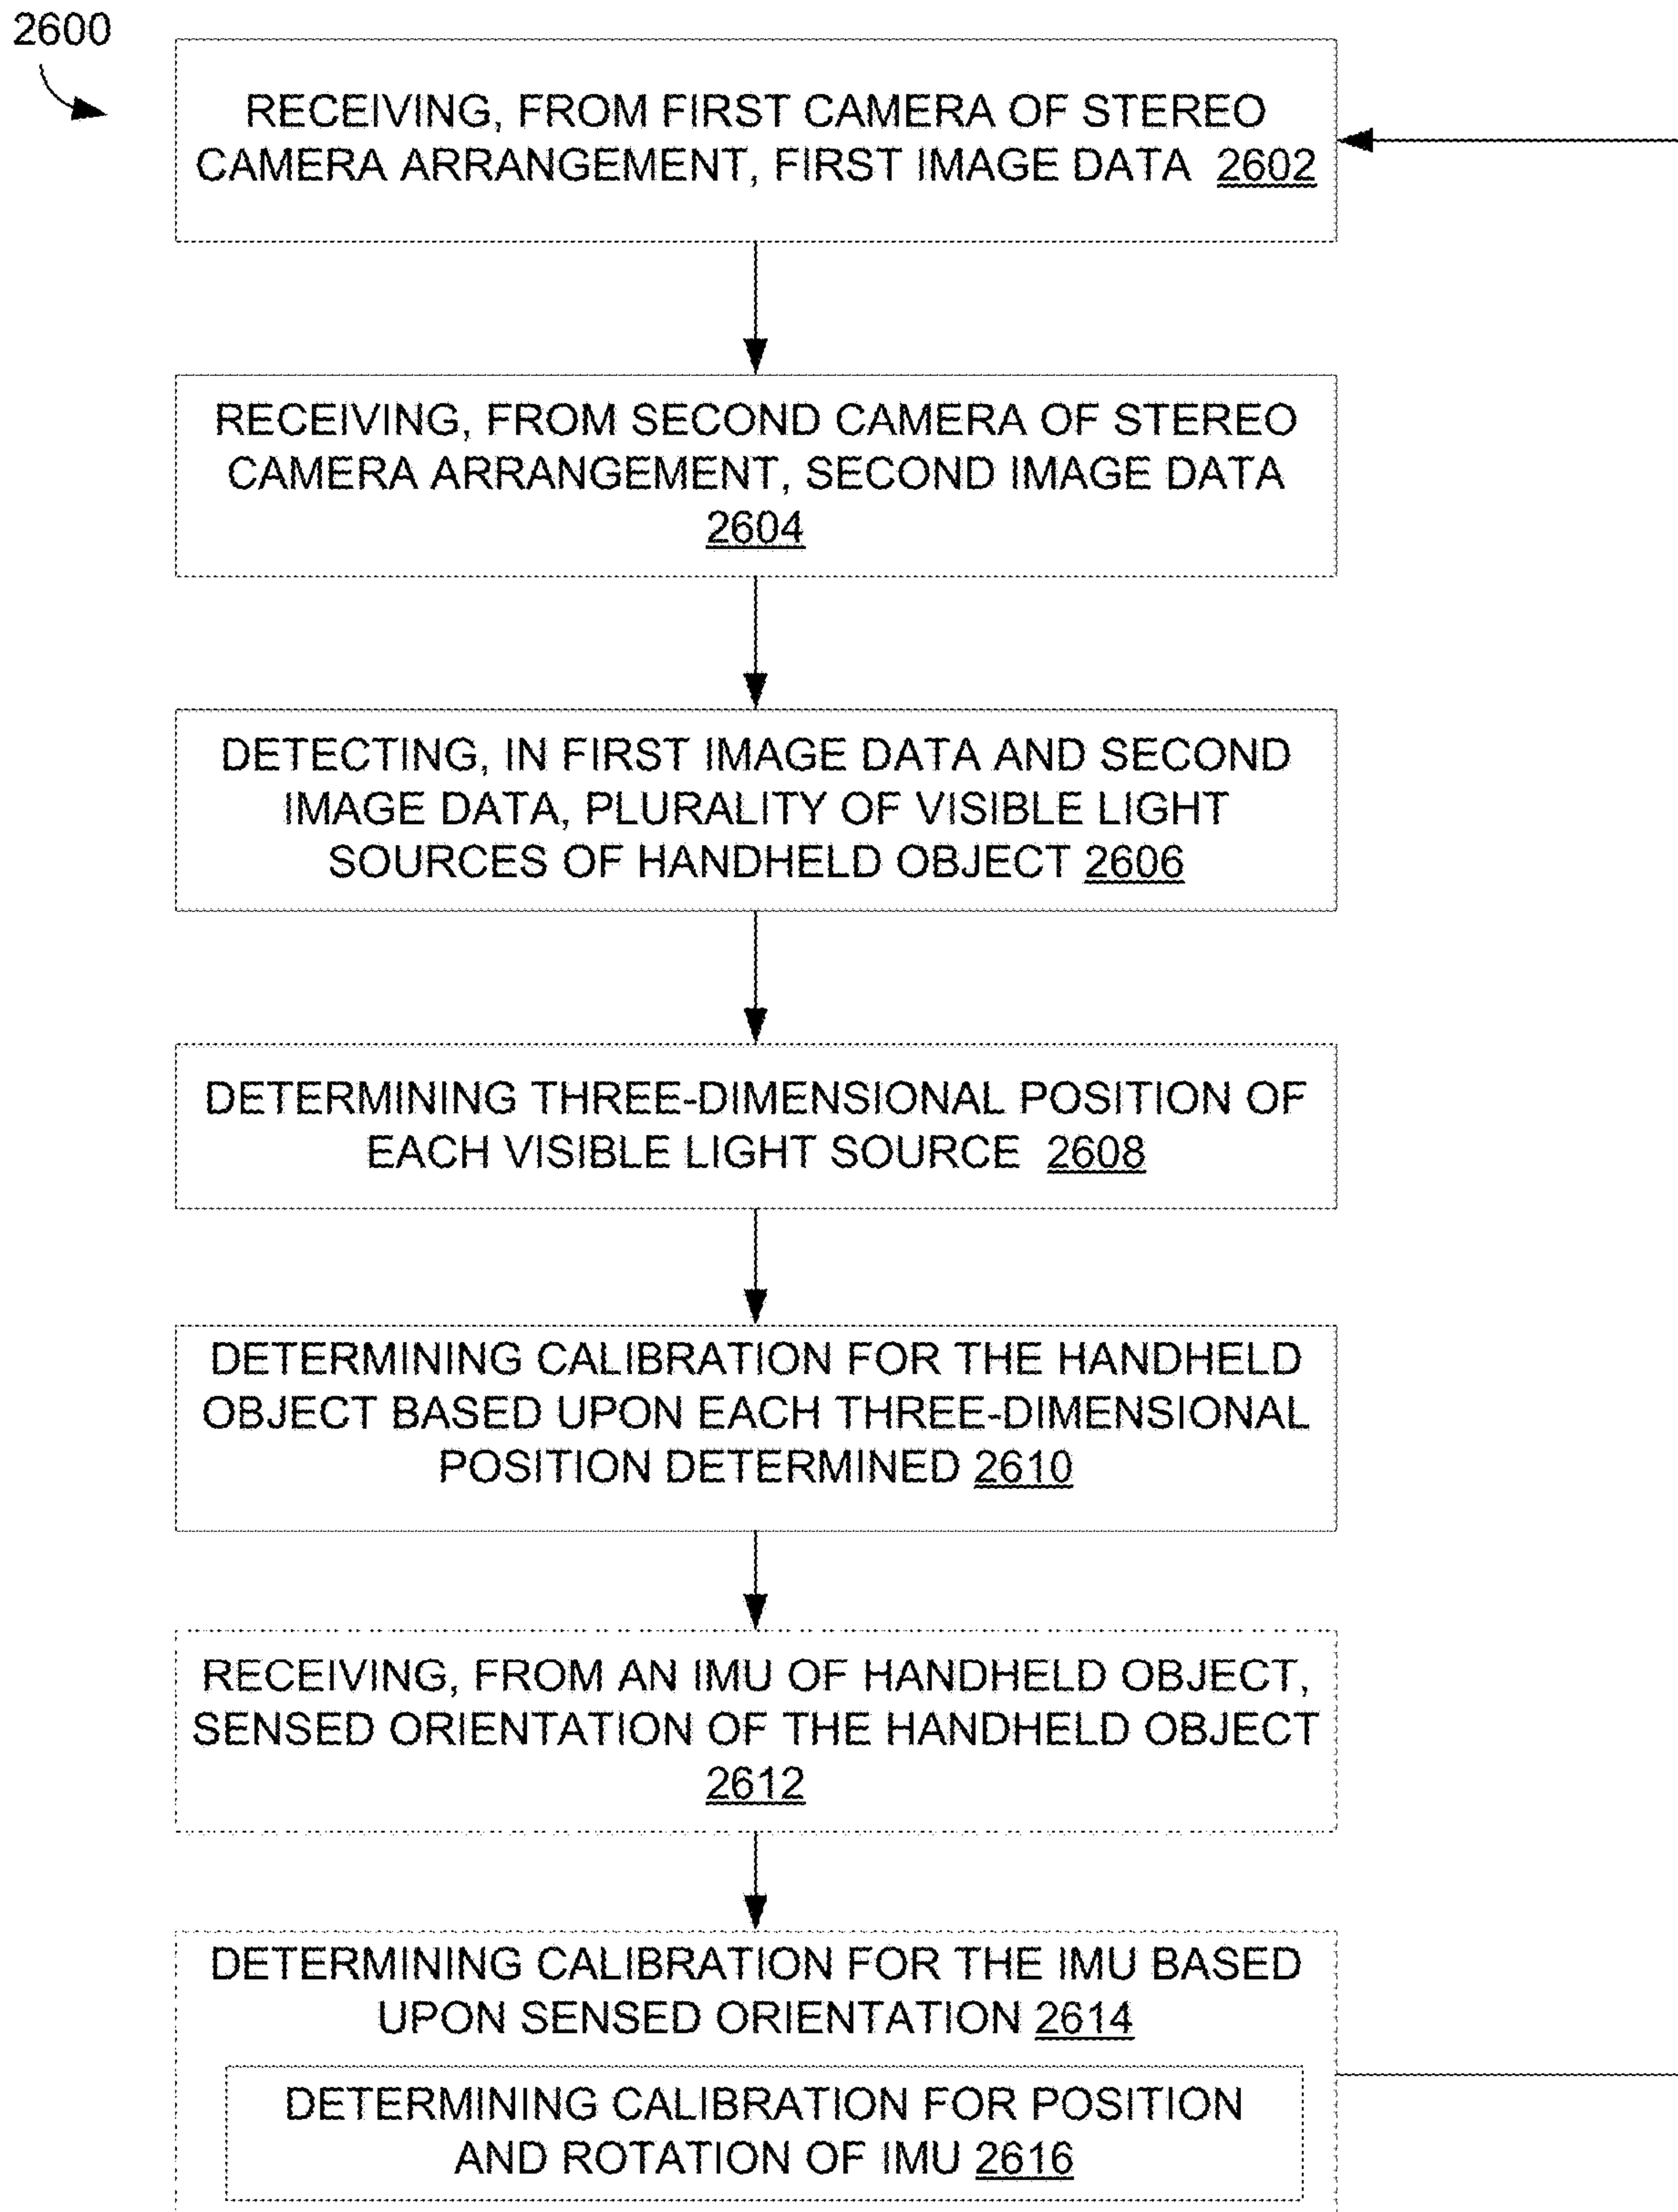 2600
RECEIVING, FROM FIRST CAMERA OF STEREO
CAMERA ARRANGEMENT, FIRST IMAGE DATA 2602
RECEIVING, FROM SECOND CAMERA OF STEREO
CAMERA ARRANGEMENT, SECOND IMAGE DATA
2604
DETECTING, IN FIRST IMAGE DATA AND SECOND
IMAGE DATA, PLURALITY OF VISIBLE LIGHT
SOURCES OF HANDHELD OBJECT 2606
DETERMINING THREE-DIMENSIONAL POSITION OF
EACH VISIBLE LIGHT SOURCE 2608
DETERMINING CALIBRATION FOR THE HANDHELD
OBJECT BASED UPON EACH THREE-DIMENSIONAL
POSITION DETERMINED 2610
RECEIVING, FROM AN IMU OF HANDHELD OBJECT,
SENSED ORIENTATION OF THE HANDHELD OBJECT
2612
DETERMINING CALIBRATION FOR THE IMU BASED
UPON SENSED ORIENTATION 2614
DETERMINING CALIBRATION FOR POSITION
AND ROTATION OF IMU 2616